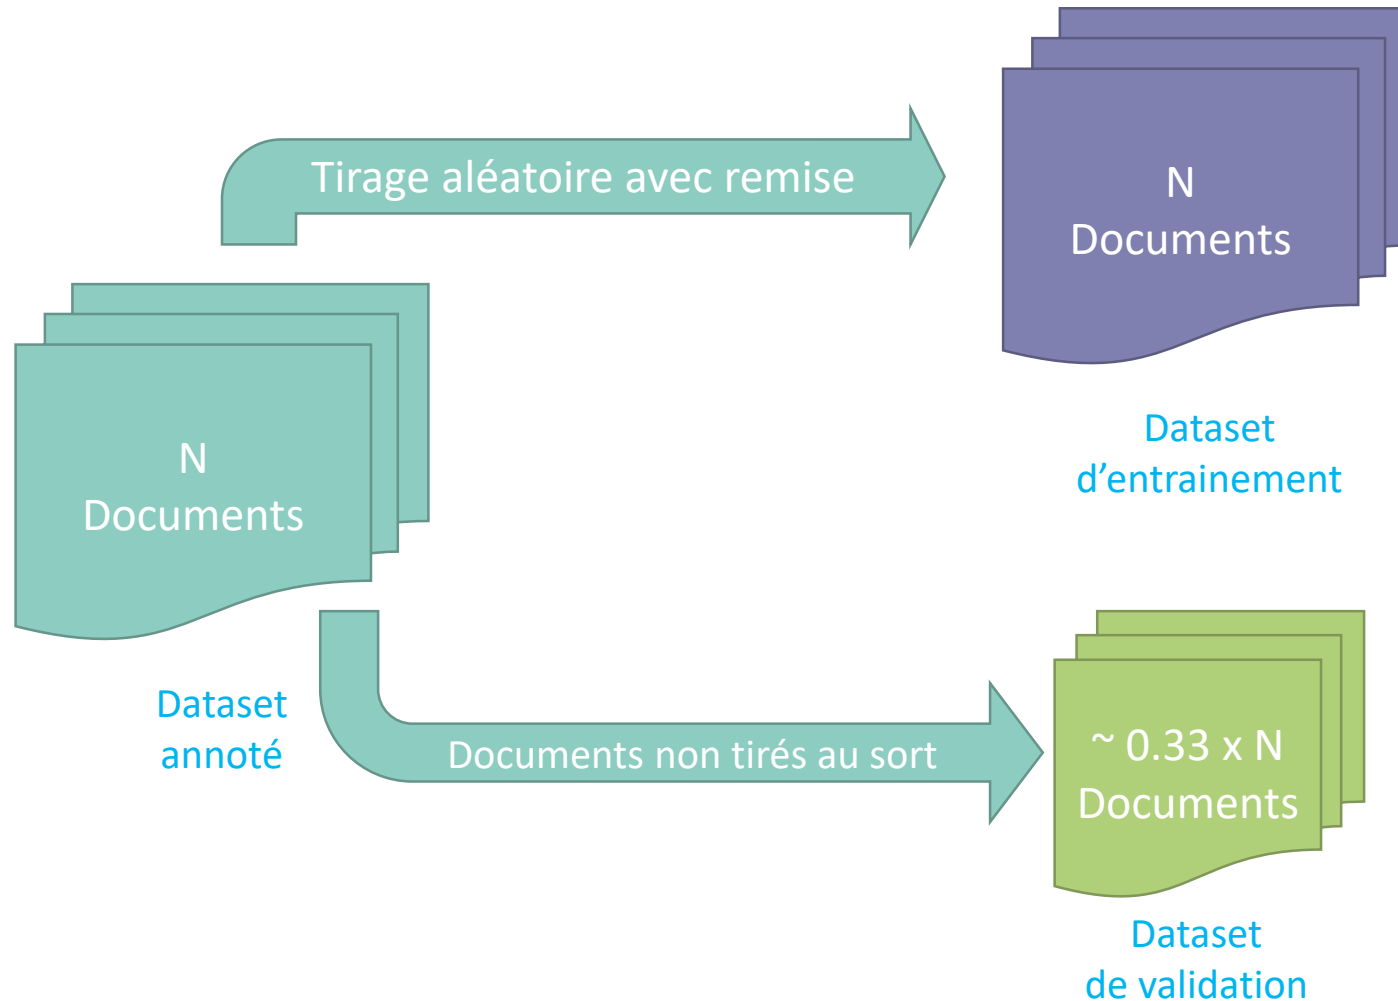 Tirage aléatoire avec remise
N
Documents
Dataset
d’entrainement
N
Documents
Dataset
annoté
Documents non tirés au sort
~ 0.33 x N
Documents
Dataset
de validation